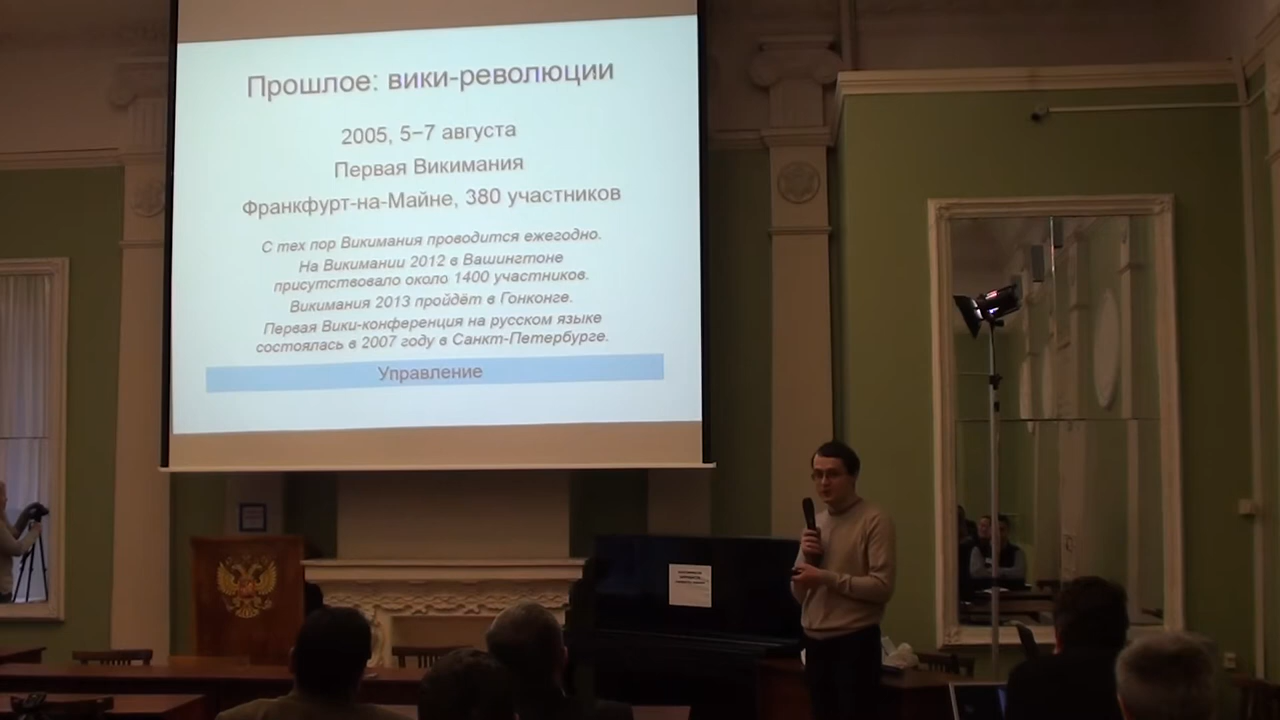 Прошлое: вики-революции
2005, 5–7 августа
Первая Викимания
Франкфурт-на-Майне, 380 участников
С тех пор Викимания проводится ежегодно.
На Викимании 2012 в Вашингтоне
присутствовало около 1400 участников.
Викимания 2013 пройдёт в Гонконге.
Первая Вики-конференция на русском языке
состоялась в 2007 году в Санкт-Петербурге.
Управление